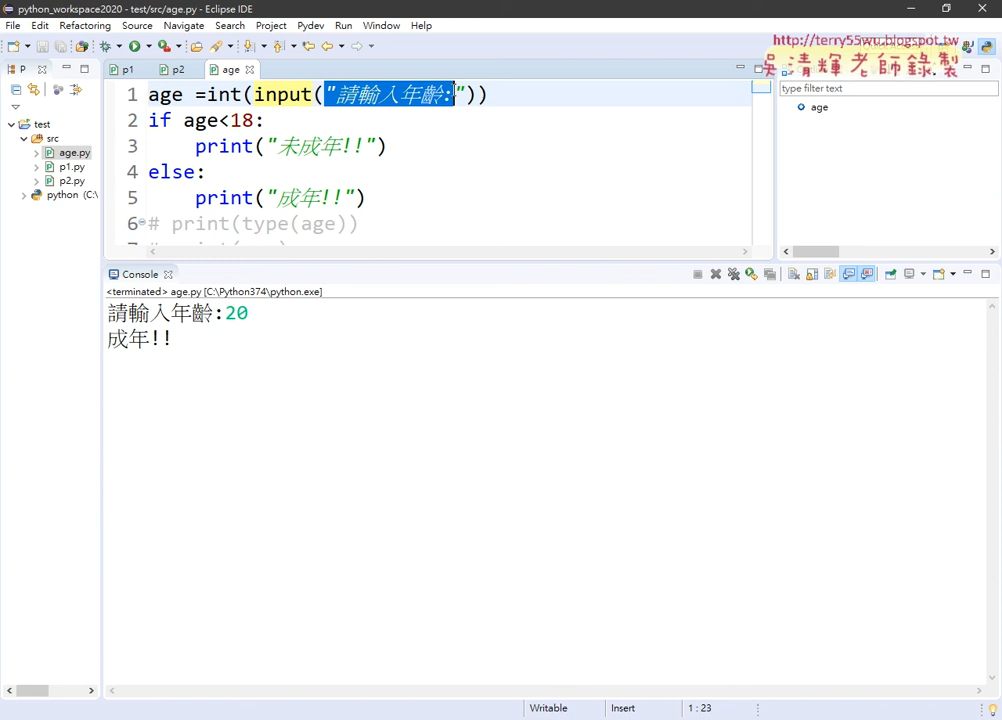 python_workspace2020 - test/src/age.py - Eclipse IDE
File Edit Refactoring Source Navigate Search Project Pydev Run Window Help
http://terry55wu.blogspot.tw
吳清輝老師錄製
P
p1 p2 age
type filter text
age
test
src
age.py
p1.py
p2.py
python (C:\
1 age =int(input("請輸入年齡:"))
2 if age<18:
3 print("未成年!!")
4 else:
5 print("成年!!")
6 # print(type(age))
Console
<terminated> age.py [C:\Python374\python.exe]
請輸入年齡:20
成年!!
Writable Insert 1 : 23